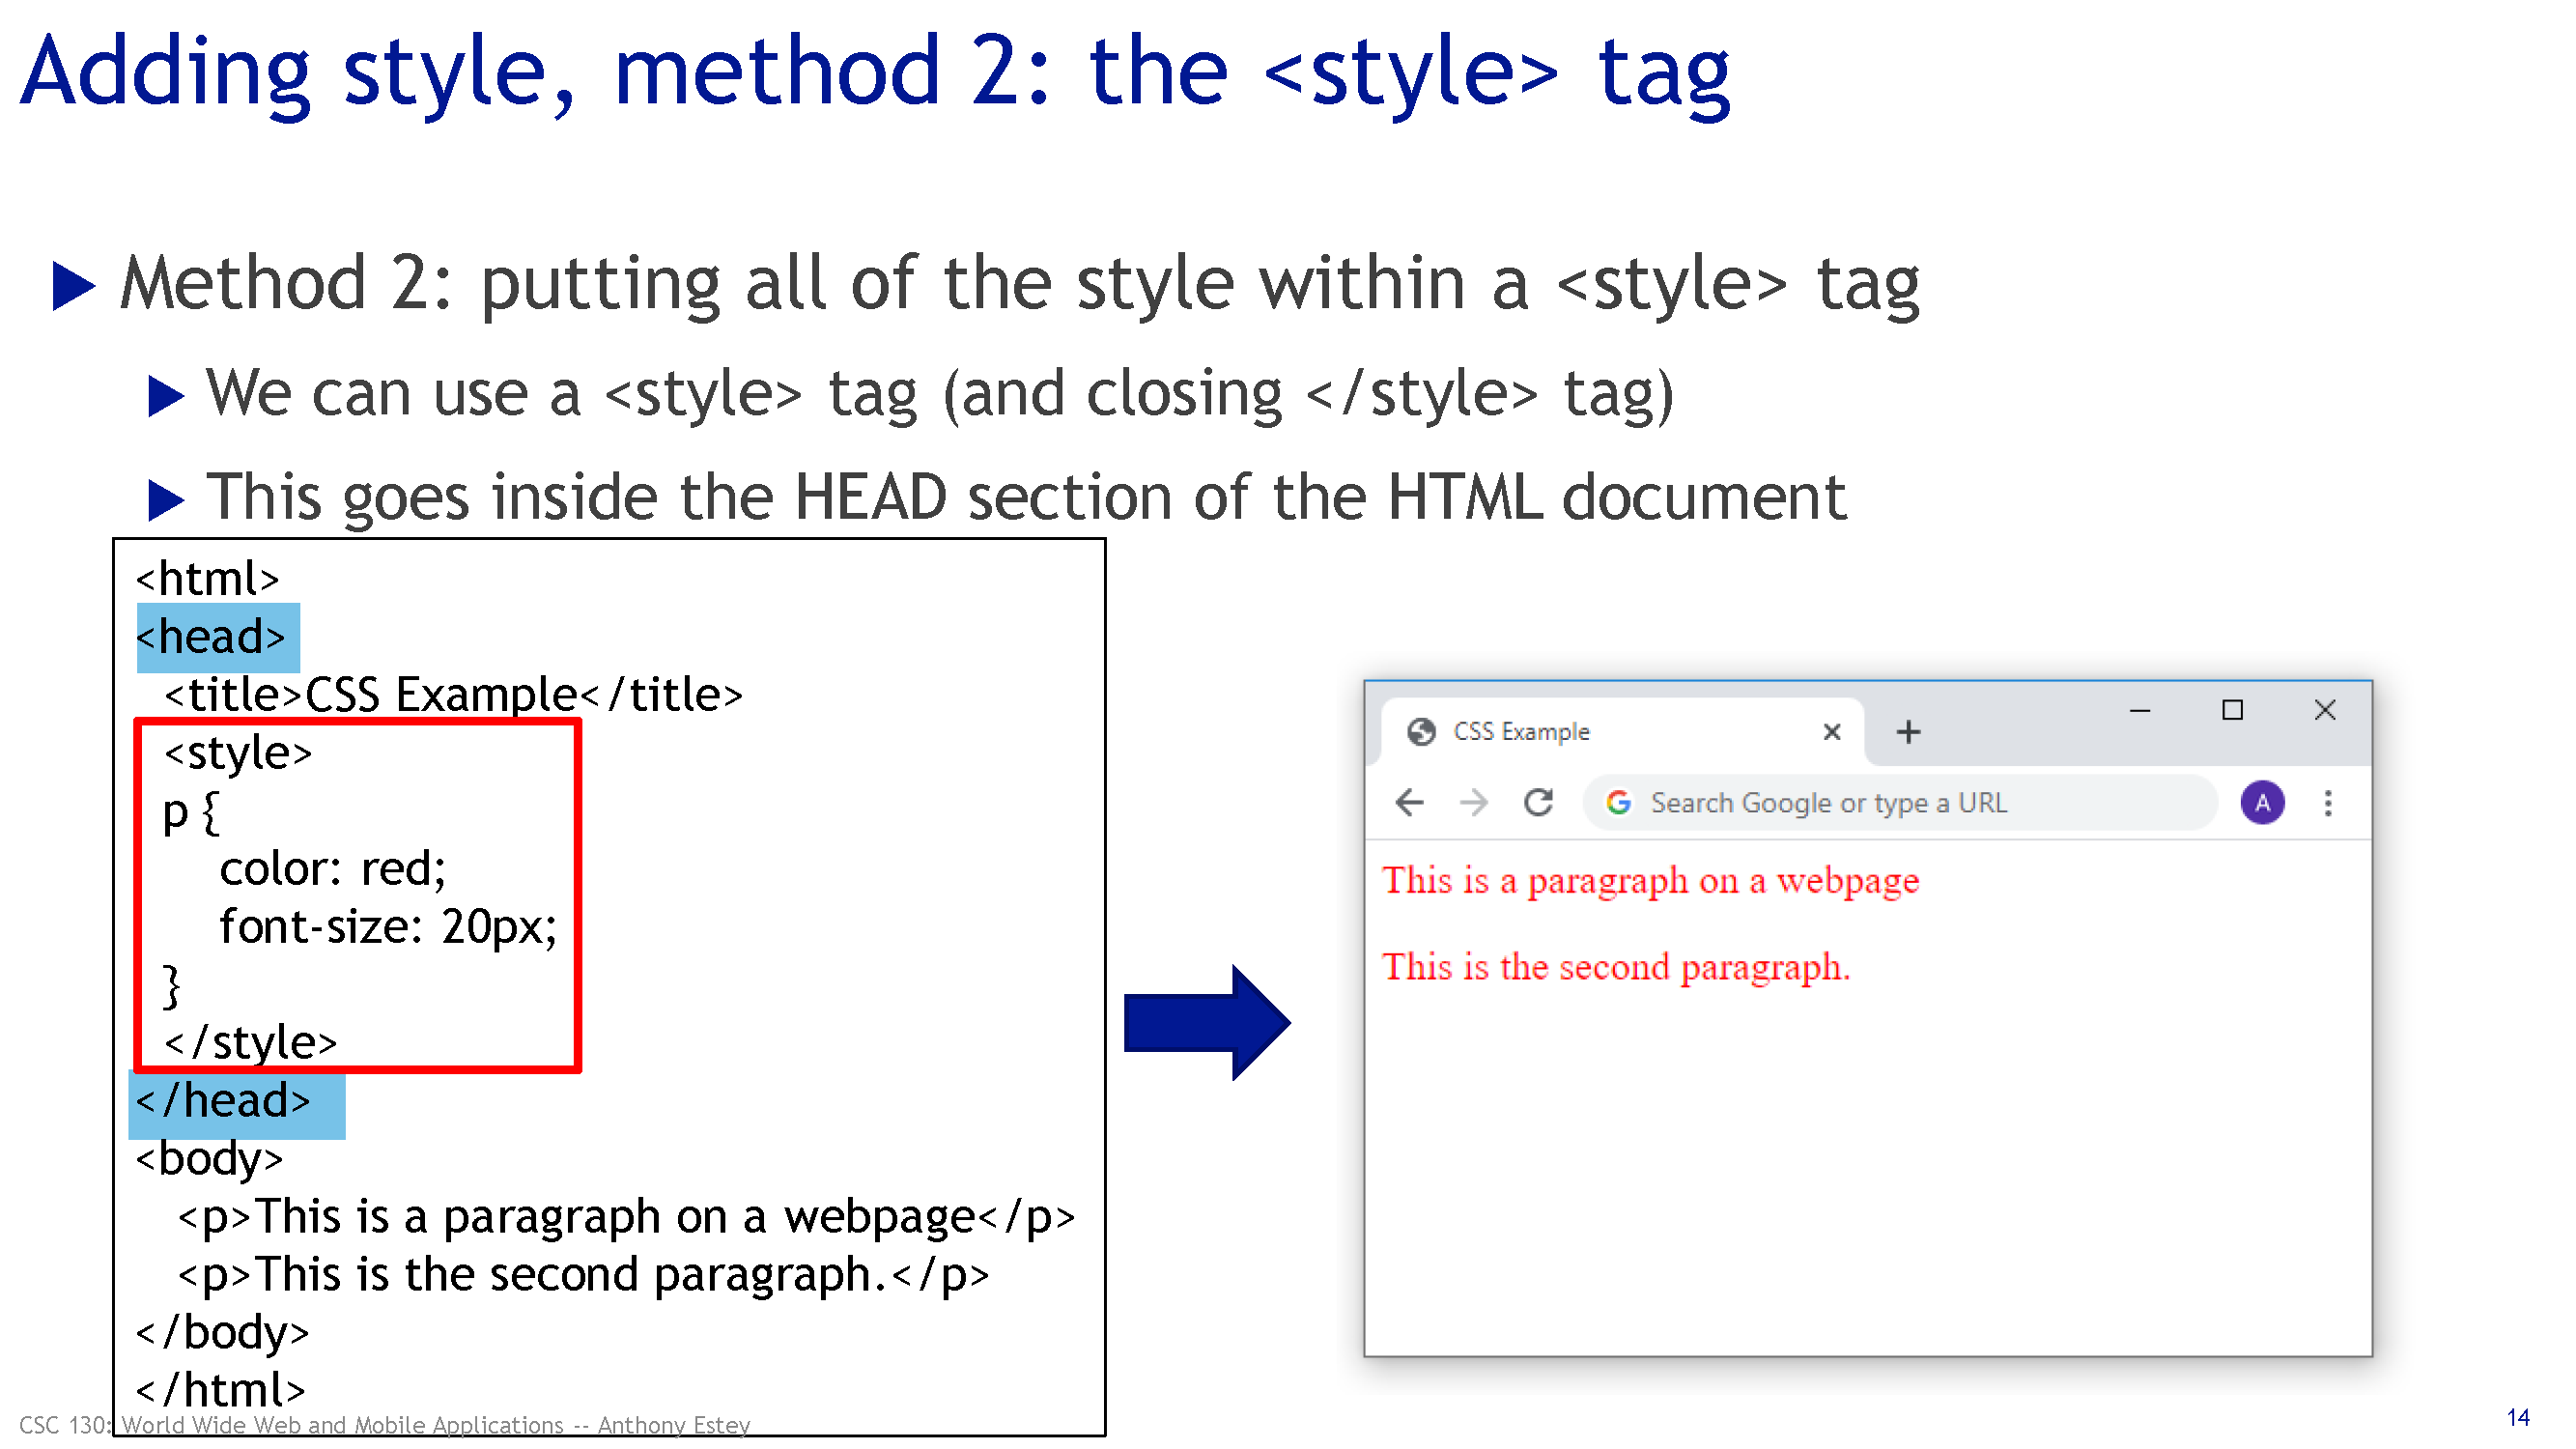 Adding style, method 2: the <style> tag
Method 2: putting all of the style within a <style> tag
We can use a <style> tag (and closing </style> tag)
This goes inside the HEAD section of the HTML document
<html>
<head>
<title>CSS Example</title>
<style>
p {
color: red;
font-size: 20px;
}
</style>
</head>
<body>
<p>This is a paragraph on a webpage</p>
<p>This is the second paragraph.</p>
</body>
</html>
CSS Example
Search Google or type a URL
A
This is a paragraph on a webpage
This is the second paragraph.
CSC 130: World Wide Web and Mobile Applications -- Anthony Estey
14